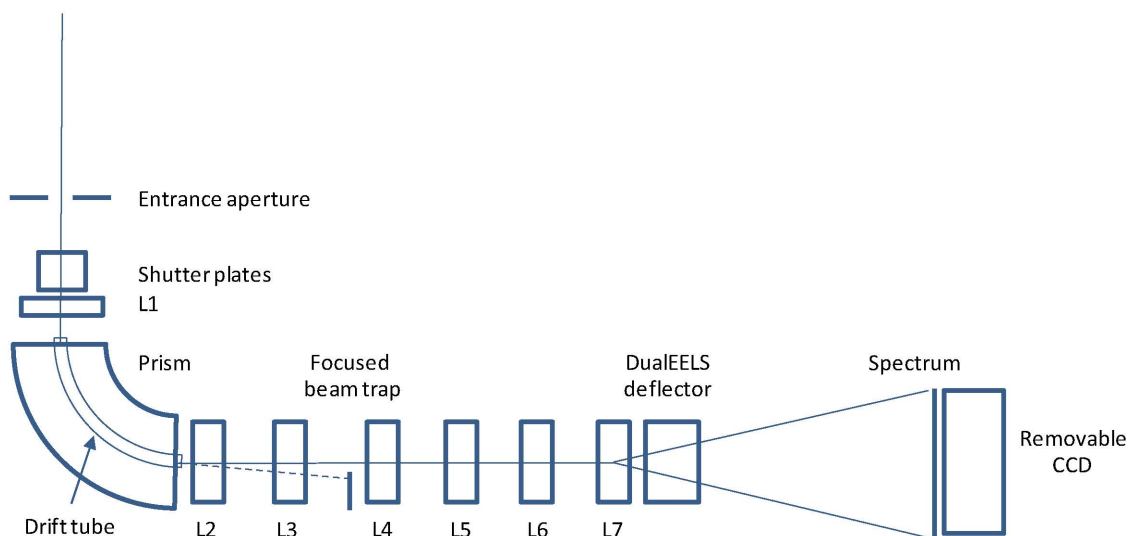 Entrance aperture
Shutter plates
L1
Prism
Focused
beam trap
DualEELS
deflector
Spectrum
Removable
CCD
Drift tube
L2
L3
L4
L5
L6
L7